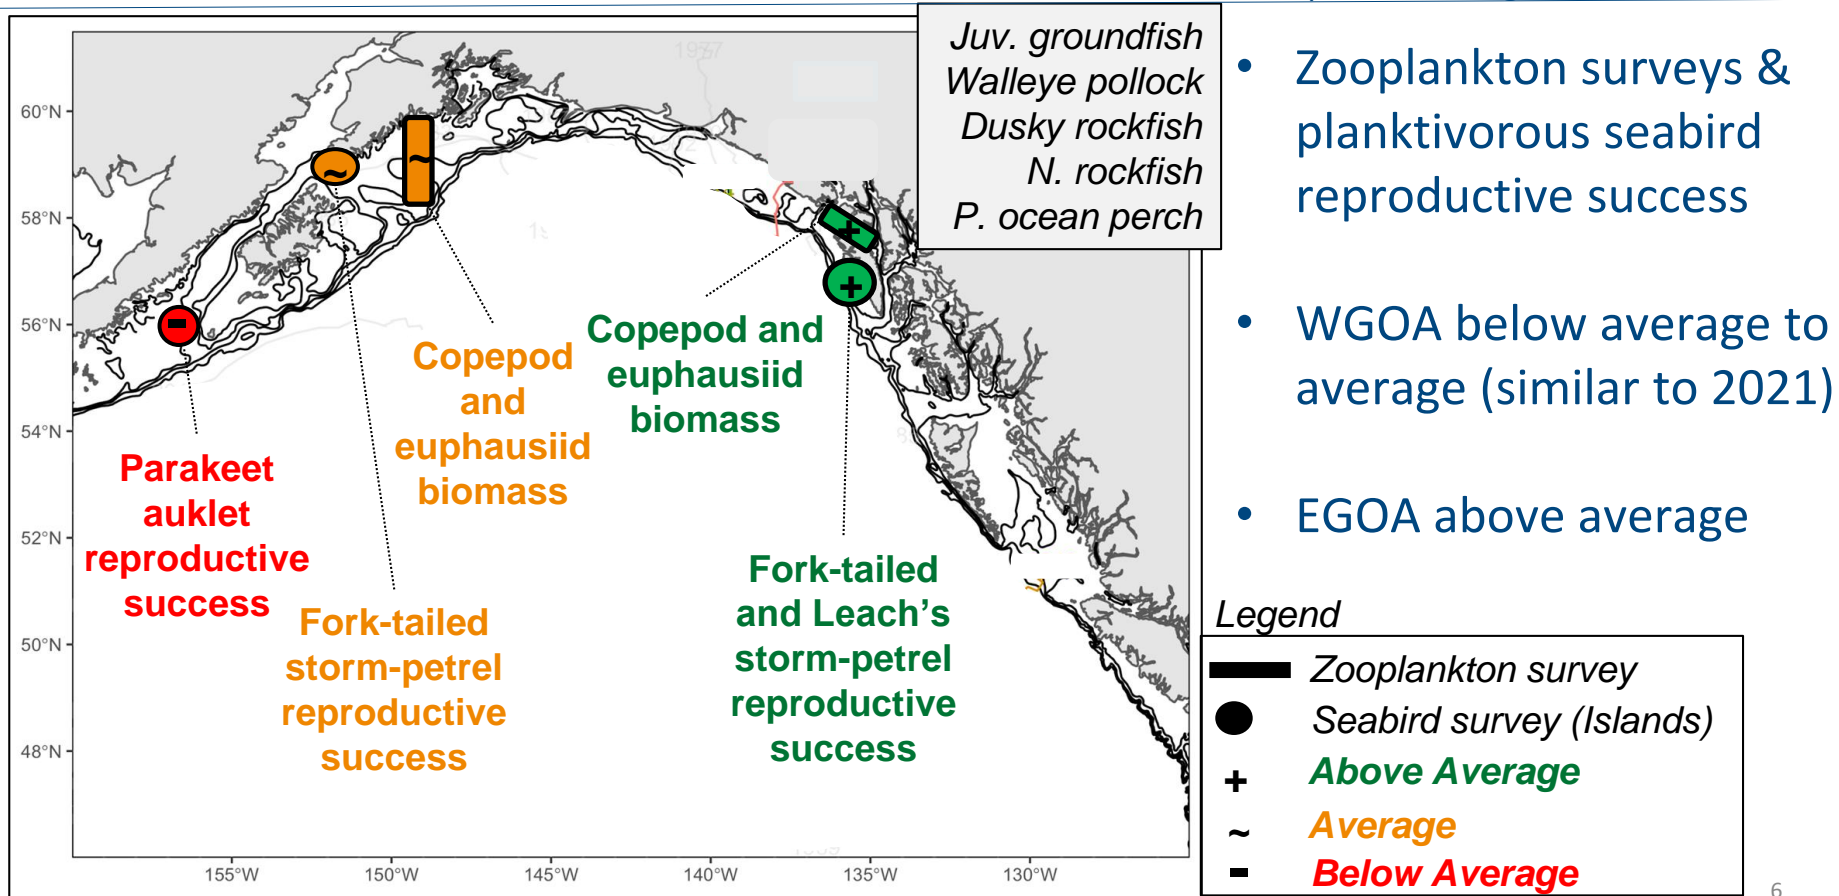 Juv. groundfish
Walleye pollock
Dusky rockfish
N. rockfish
P. ocean perch
60°N
58°N
56°N
54°N
52°N
50°N
48°N
155°W
150°W
145°W
140°W
135°W
130°W
~
~
-
+
+
Parakeet
auklet
reproductive
success
Fork-tailed
storm-petrel
reproductive
success
Copepod
and
euphausiid
biomass
Copepod and
euphausiid
biomass
Fork-tailed
and Leach’s
storm-petrel
reproductive
success
• Zooplankton surveys &
planktivorous seabird
reproductive success
• WGOA below average to
average (similar to 2021)
• EGOA above average
Legend
Zooplankton survey
Seabird survey (Islands)
+ Above Average
~ Average
- Below Average
6